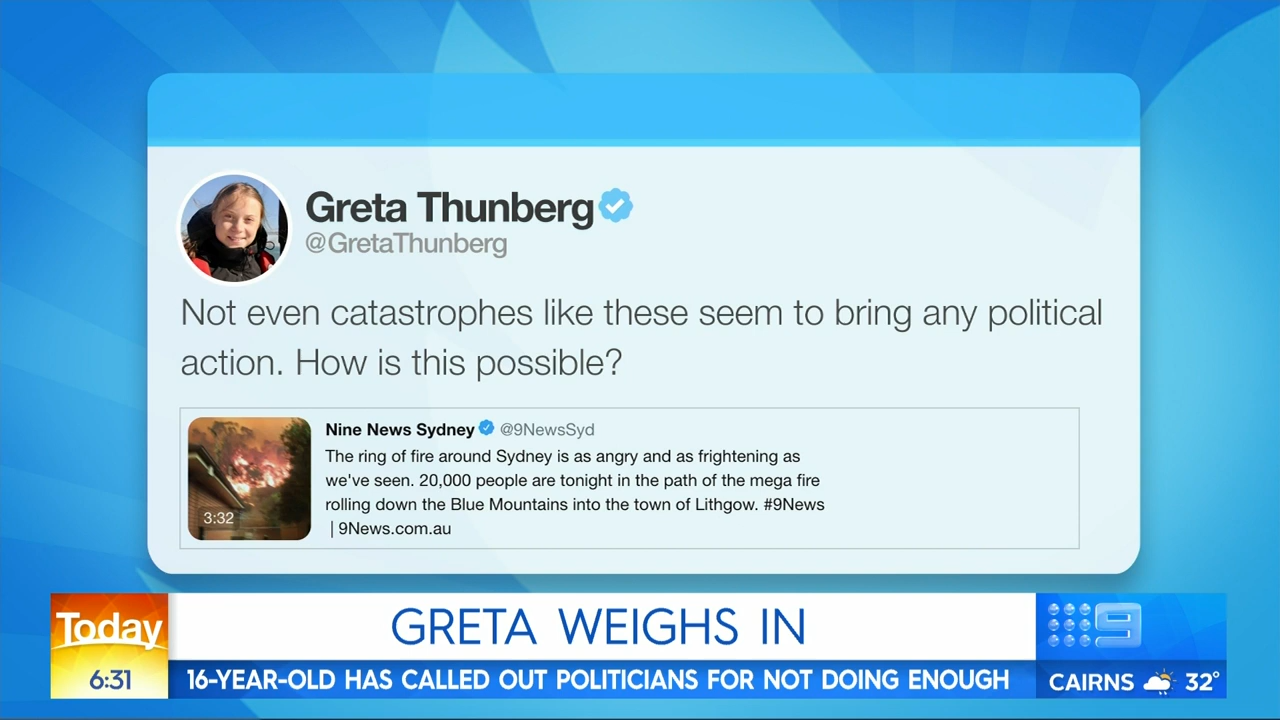 Greta Thunberg
@GretaThunberg
Not even catastrophes like these seem to bring any political
action. How is this possible?
Nine News Sydney @9NewsSyd
The ring of fire around Sydney is as angry and as frightening as
we've seen. 20,000 people are tonight in the path of the mega fire
rolling down the Blue Mountains into the town of Lithgow. #9News
| 9News.com.au
3:32
Today
6:31
GREТА WEIGHS IN
9
16-YEAR-OLD HAS CALLED OUT POLITICIANS FOR NOT DOING ENOUGH
CAIRNS 32°